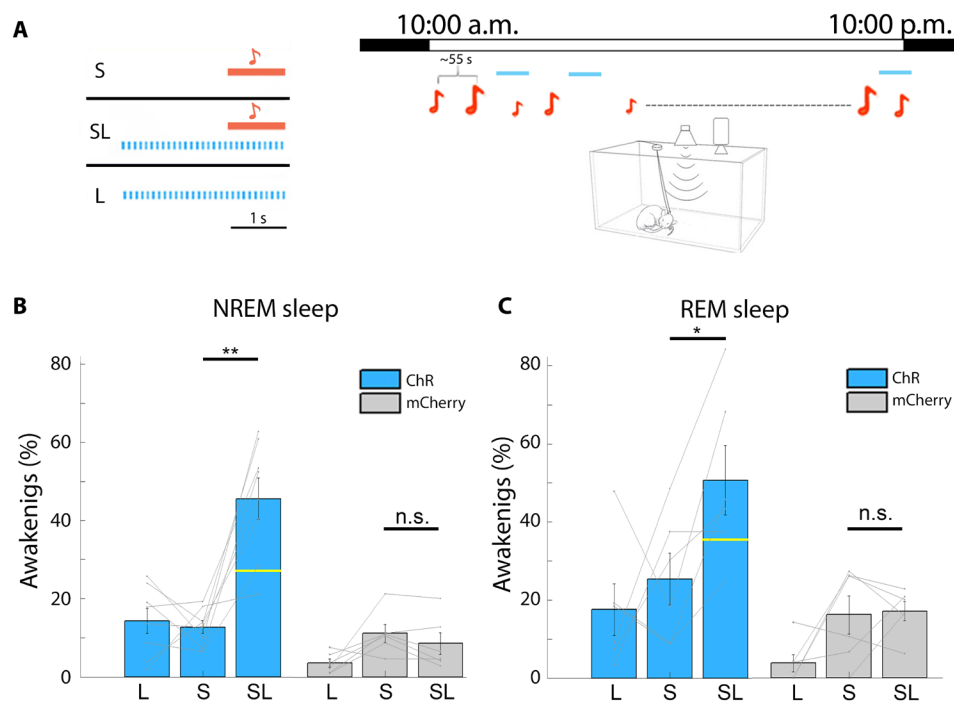 A
10:00 a.m.
10:00 p.m.
~55 s
S
SL
L
1 s
B
NREM sleep
**
80
60
40
20
0
Awakenigs (%)
ChR
mCherry
n.s.
L
S
SL
L
S
SL
C
REM sleep
*
80
60
40
20
0
Awakenigs (%)
ChR
mCherry
n.s.
L
S
SL
L
S
SL